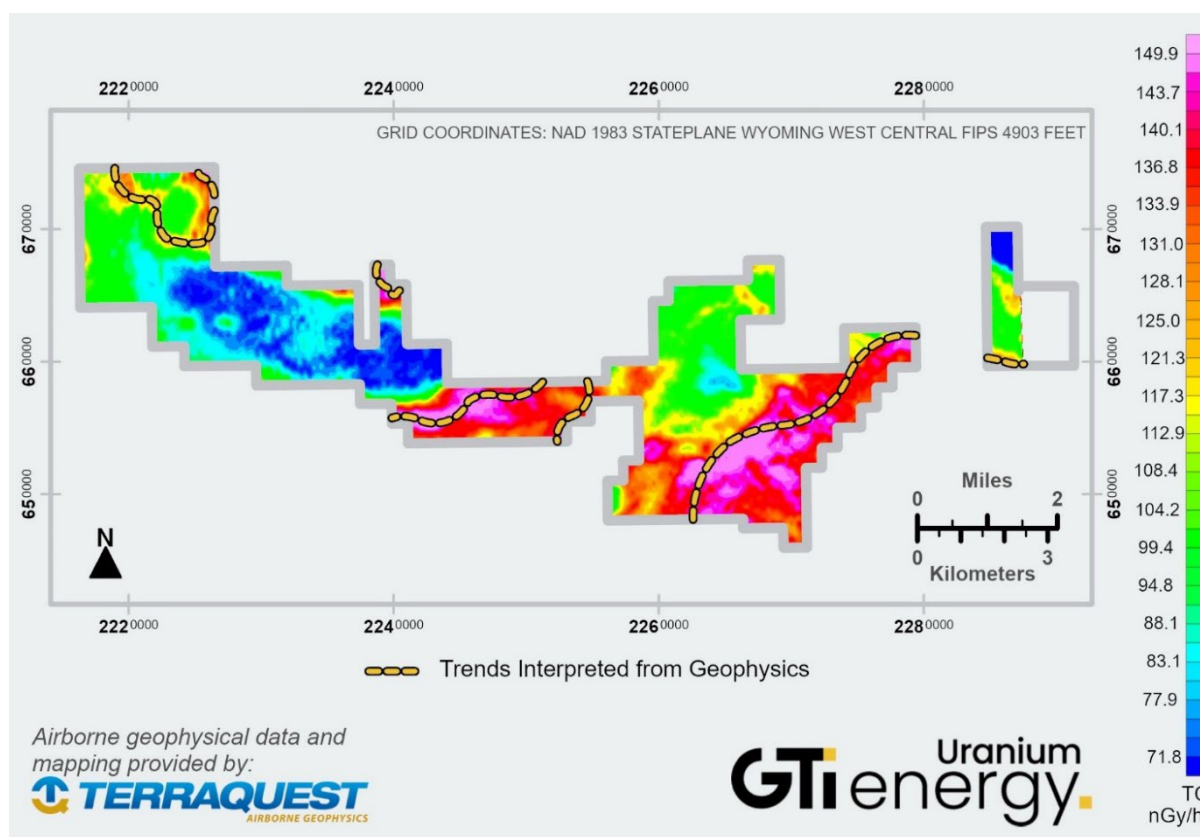 222⁰⁰⁰⁰ 224⁰⁰⁰⁰ 226⁰⁰⁰⁰ 228⁰⁰⁰⁰
GRID COORDINATES: NAD 1983 STATEPLANE WYOMING WEST CENTRAL FIPS 4903 FEET
67⁰⁰⁰⁰ 67⁰⁰⁰⁰
66⁰⁰⁰⁰ 66⁰⁰⁰⁰
65⁰⁰⁰⁰ 65⁰⁰⁰⁰
Miles
0 2
0 3
Kilometers
N
222⁰⁰⁰⁰ 224⁰⁰⁰⁰ 226⁰⁰⁰⁰ 228⁰⁰⁰⁰
Trends Interpreted from Geophysics
149.9
143.7
140.1
136.8
133.9
131.0
128.1
125.0
121.3
117.3
112.9
108.4
104.2
99.4
94.8
88.1
83.1
77.9
71.8
nGy/h
Airborne geophysical data and
mapping provided by:
TERRAQUEST
AIRBORNE GEOPHYSICS
GTi Uranium
energy.